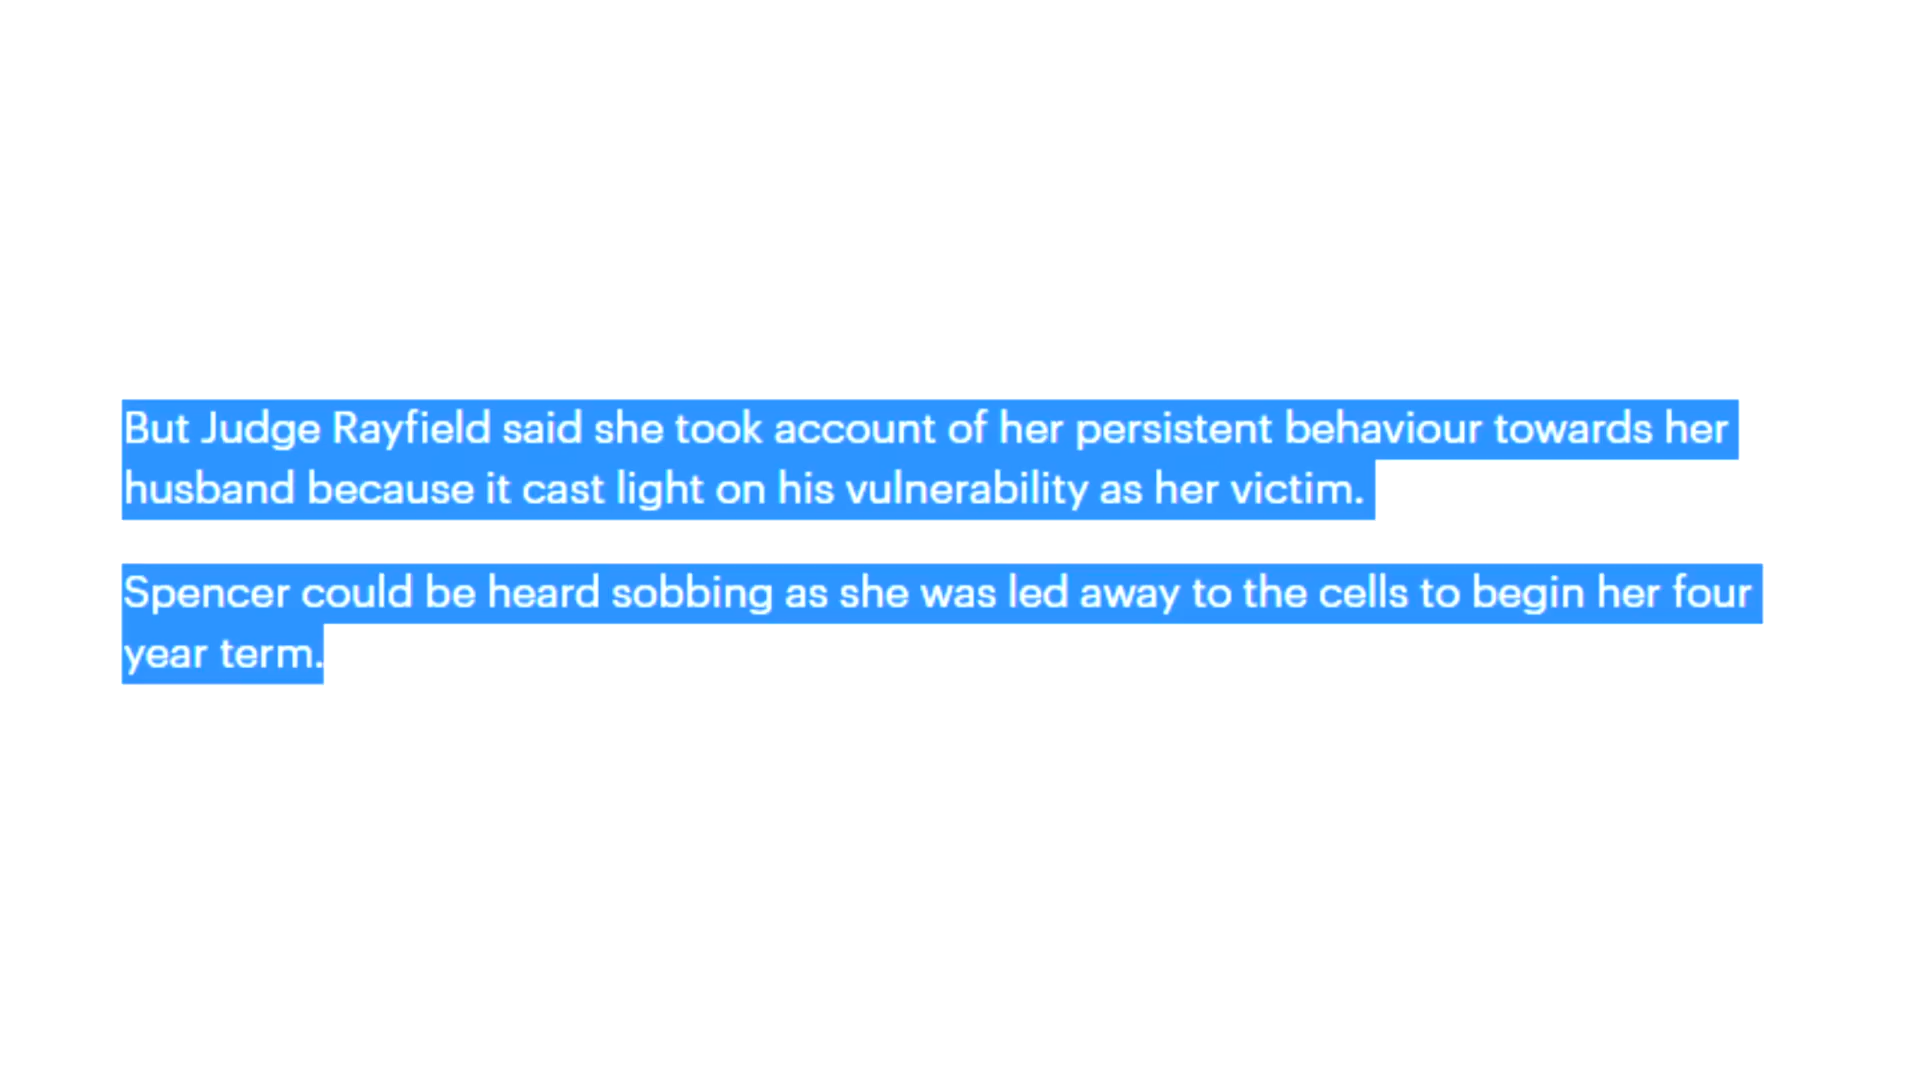 But Judge Rayfield said she took account of her persistent behaviour towards her
husband because it cast light on his vulnerability as her victim.
Spencer could be heard sobbing as she was led away to the cells to begin her four
year term.